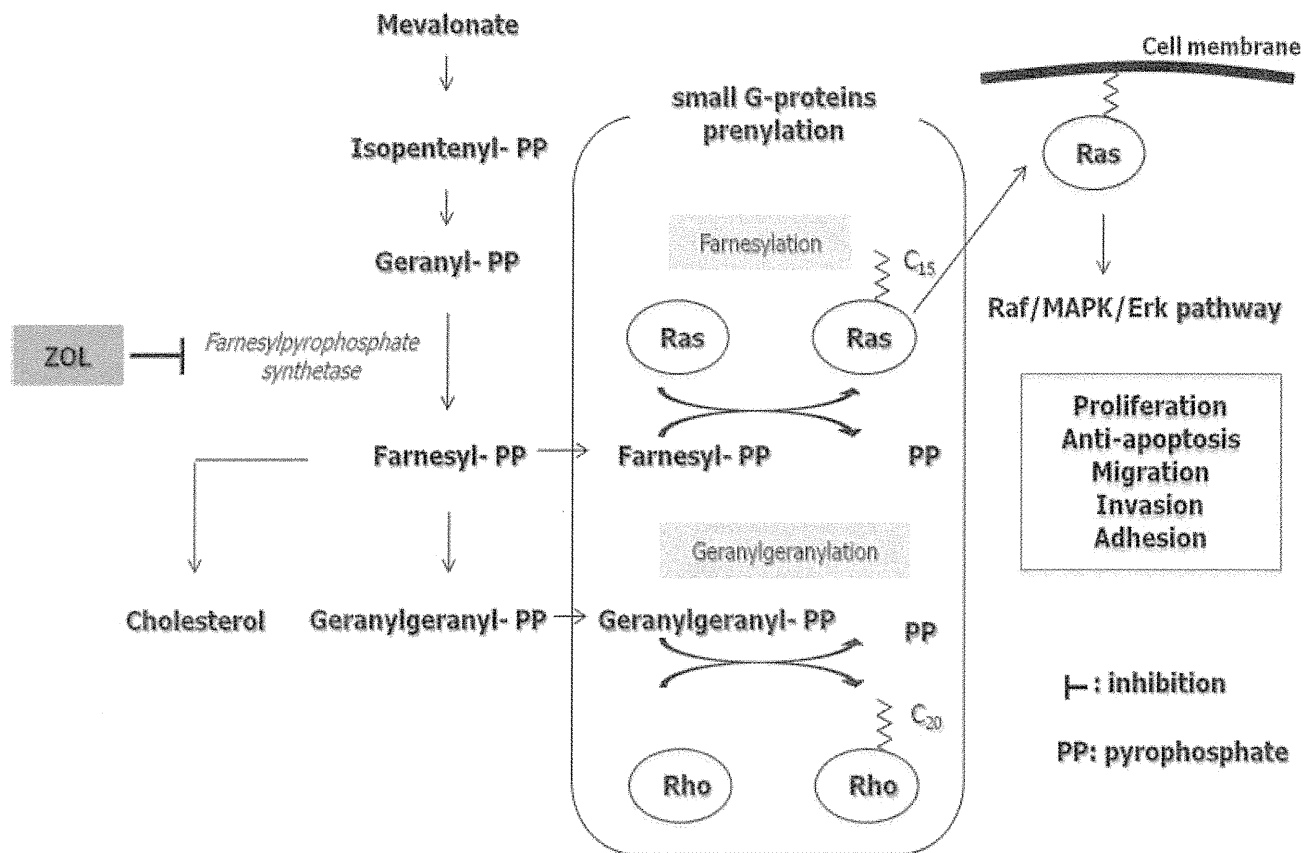 Mevalonate
Isopentenyl- PP
Geranyl- PP
ZOL
Farnesylpyrophosphate
synthetase
Farnesyl- PP
Cholesterol
Geranylgeranyl- PP
small G-proteins
prenylation
Farnesylation
C15
Ras
Ras
Farnesyl- PP
PP
Geranylgeranylation
Geranylgeranyl- PP
PP
C20
Rho
Rho
Cell membrane
Ras
Raf/MAPK/Erk pathway
Proliferation
Anti-apoptosis
Migration
Invasion
Adhesion
: inhibition
PP: pyrophosphate